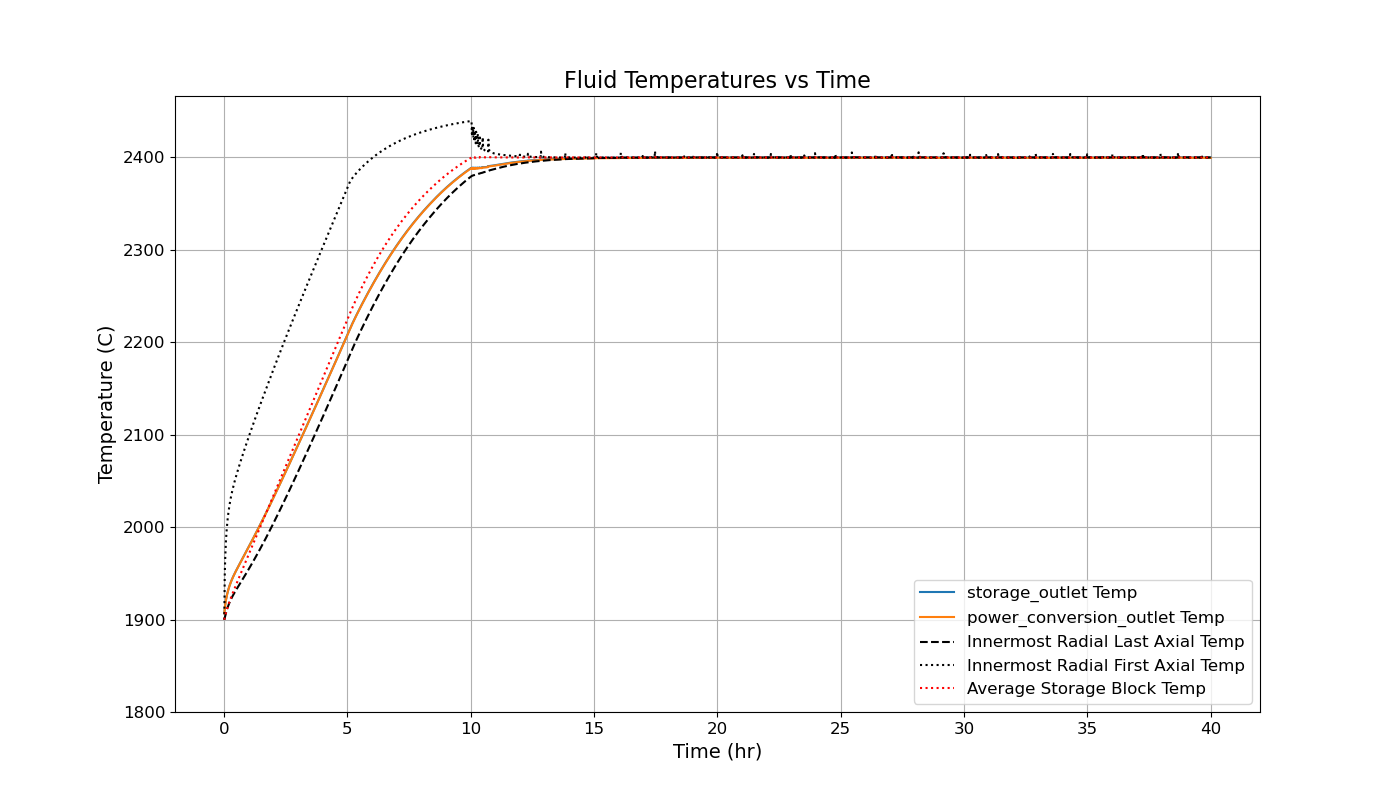 Fluid Temperatures vs Time
Temperature (C)
2400
2300
2200
2100
2000
1900
1800
storage_outlet Temp
power_conversion_outlet Temp
Innermost Radial Last Axial Temp
Innermost Radial First Axial Temp
Average Storage Block Temp
0 5 10 15 20 25 30 35 40
Time (hr)